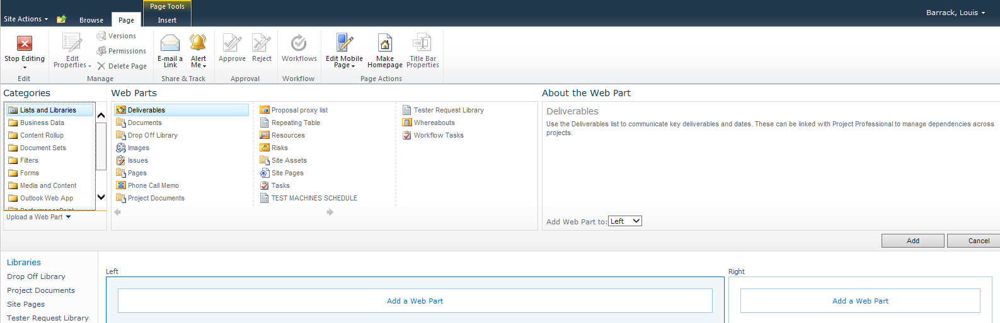 Page Tools
Site Actions
Browse
Page
Insert
Barrack, Louis
Stop Editing
Edit
Edit Properties
Versions
Permissions
Delete Page
Manage
E-mail a Link
Alert Me
Share & Track
Approve
Reject
Approval
Workflows
Workflow
Edit Mobile Page
Make Homepage
Title Bar Properties
Page Actions
Categories
Lists and Libraries
Business Data
Content Rollup
Document Sets
Filters
Forms
Media and Content
Outlook Web App
Upload a Web Part
Web Parts
Deliverables
Documents
Drop Off Library
Images
Issues
Pages
Phone Call Memo
Project Documents
Proposal proxy list
Repeating Table
Resources
Risks
Site Assets
Site Pages
Tasks
TEST MACHINES SCHEDULE
Tester Request Library
Whereabouts
Workflow Tasks
About the Web Part
Deliverables
Use the Deliverables list to communicate key deliverables and dates. These can be linked with Project Professional to manage dependencies across
projects.
Add Web Part to: Left
Add
Cancel
Libraries
Drop Off Library
Project Documents
Site Pages
Tester Request Library
Left
Add a Web Part
Right
Add a Web Part